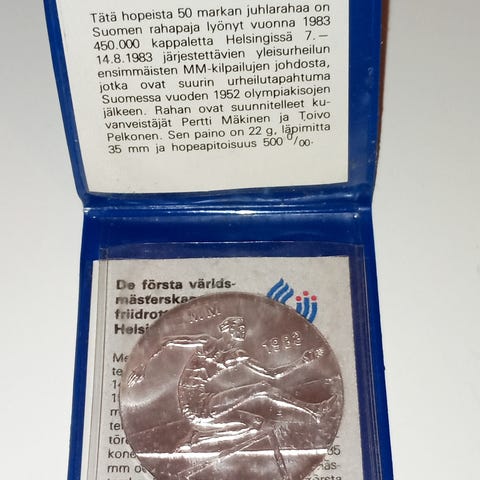 Tätä hopeista 50 markan juhlarahaa on
Suomen rahapaja lyönyt vuonna 1983
450.000 kappaletta Helsingissä 7.—
14.8.1983 järjestettävien yleisurheilun
ensimmäisten MM-kilpailujen johdosta,
jotka ovat suurin urheilutapahtuma
Suomessa vuoden 1952 olympiakisojen
jälkeen. Rahan ovat suunnitelleet ku-
vanveistäjät Pertti Mäkinen ja Toivo
Pelkonen. Sen paino on 22 g, läpimitta
35 mm ja hopeapitoisuus 500 ‰.
De första världs-
mästerska
friidrott
Helsi
MM
1983
mm o